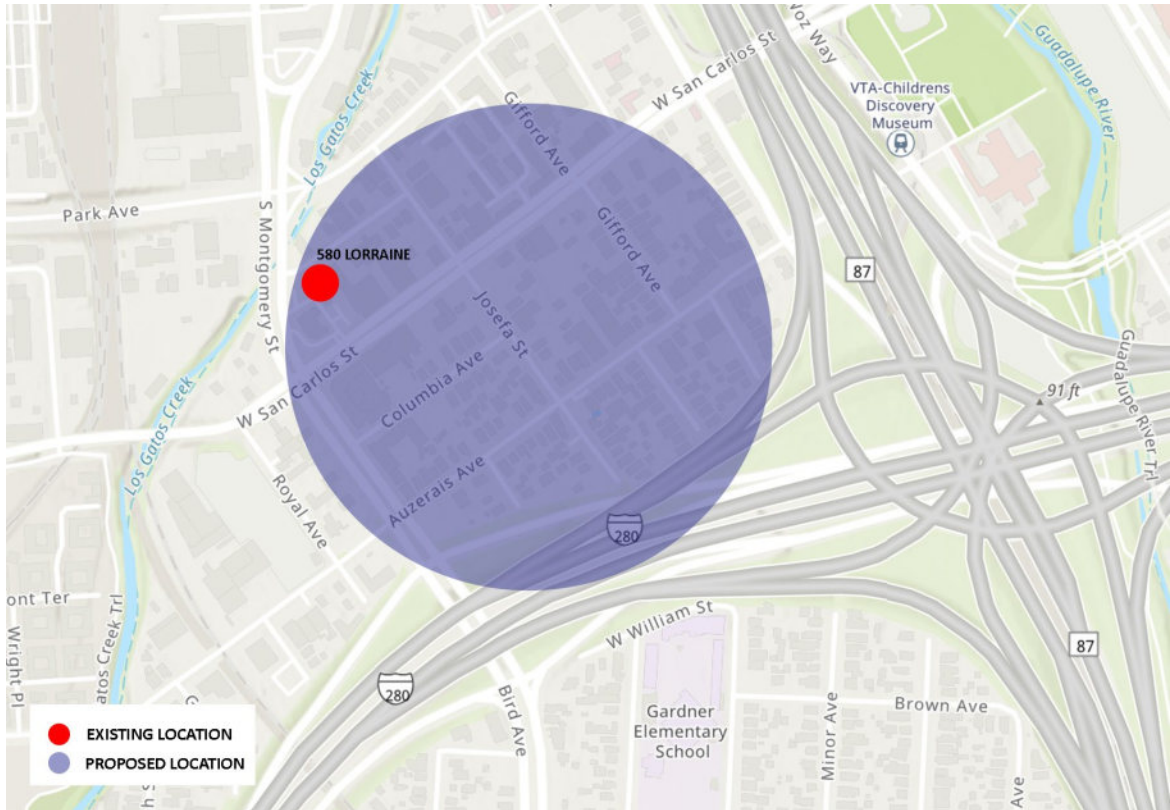 Woz Way
W San Carlos St
Guadalupe River
VTA-Childrens
Discovery
Museum
Los Gatos Creek
Gifford Ave
Park Ave
S Montgomery St
580 LORRAINE
Gifford Ave
87
Josefa St
Columbia Ave
W San Carlos St
Los Gatos Creek
91 ft
Guadalupe River Trl
Auzerais Ave
Royal Ave
280
ont Ter
Wright Pl
atos Creek Trl
W William St
87
280
Bird Ave
Gardner
Elementary
School
Minor Ave
Brown Ave
Ave
EXISTING LOCATION
PROPOSED LOCATION